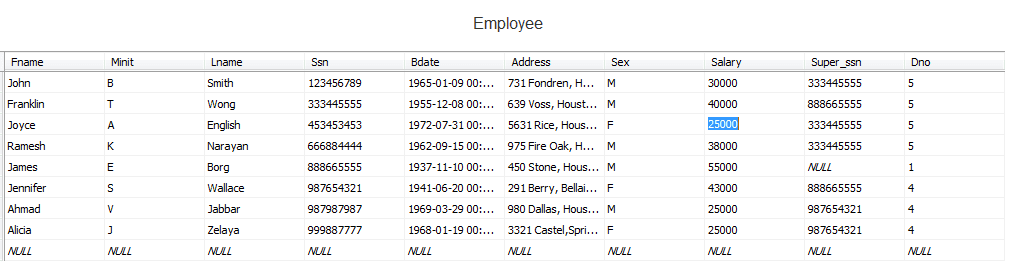 Employee
Fname Minit Lname Ssn Bdate Address Sex Salary Super_ssn Dno
John B Smith 123456789 1965-01-09 00:... 731 Fondren, H... M 30000 333445555 5
Franklin T Wong 333445555 1955-12-08 00:... 639 Voss, Houst... M 40000 888665555 5
Joyce A English 453453453 1972-07-31 00:... 5631 Rice, Hous... F 25000 333445555 5
Ramesh K Narayan 666884444 1962-09-15 00:... 975 Fire Oak, H... M 38000 333445555 5
James E Borg 888665555 1937-11-10 00:... 450 Stone, Hous... M 55000 NULL 1
Jennifer S Wallace 987654321 1941-06-20 00:... 291 Berry, Bellai... F 43000 888665555 4
Ahmad V Jabbar 987987987 1969-03-29 00:... 980 Dallas, Hous... M 25000 987654321 4
Alicia J Zelaya 999887777 1968-01-19 00:... 3321 Castel,Spri... F 25000 987654321 4
NULL NULL NULL NULL NULL NULL NULL NULL NULL NULL